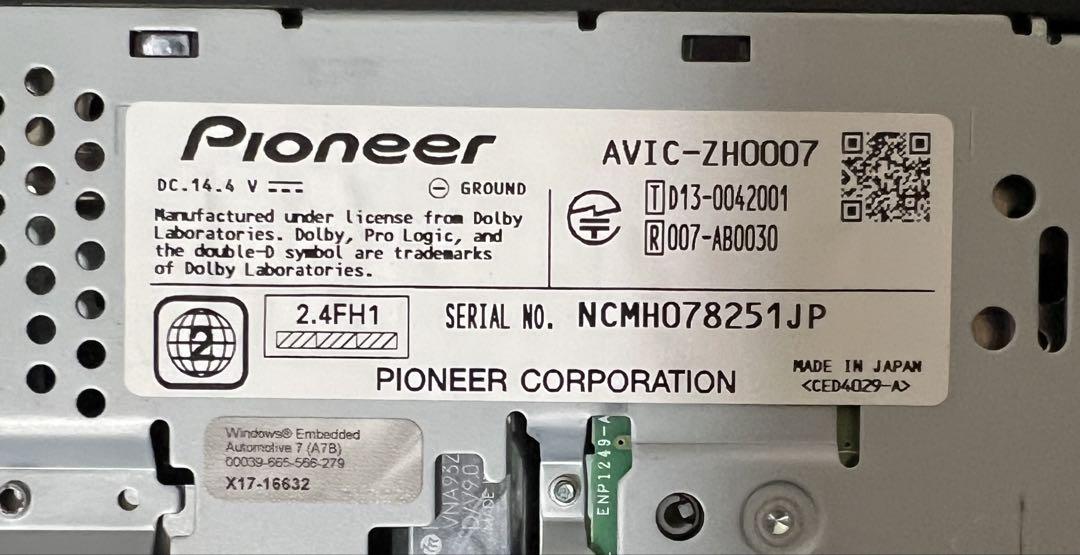 Pioneer
DC.14.4 V
GROUND
Manufactured under license from Dolby
Laboratories. Dolby, Pro Logic, and
the double-D symbol are trademarks
of Dolby Laboratories.
AVIC-ZH0007
T D13-0042001
R 007-AB0030
2
2.4FH1
SERIAL NO. NCMH078251JP
PIONEER CORPORATION
MADE IN JAPAN
<CED4029-A>
Windows® Embedded
Automotive 7 (A7B)
00039-665-566-279
X17-16632
ENP1249-A
MADE